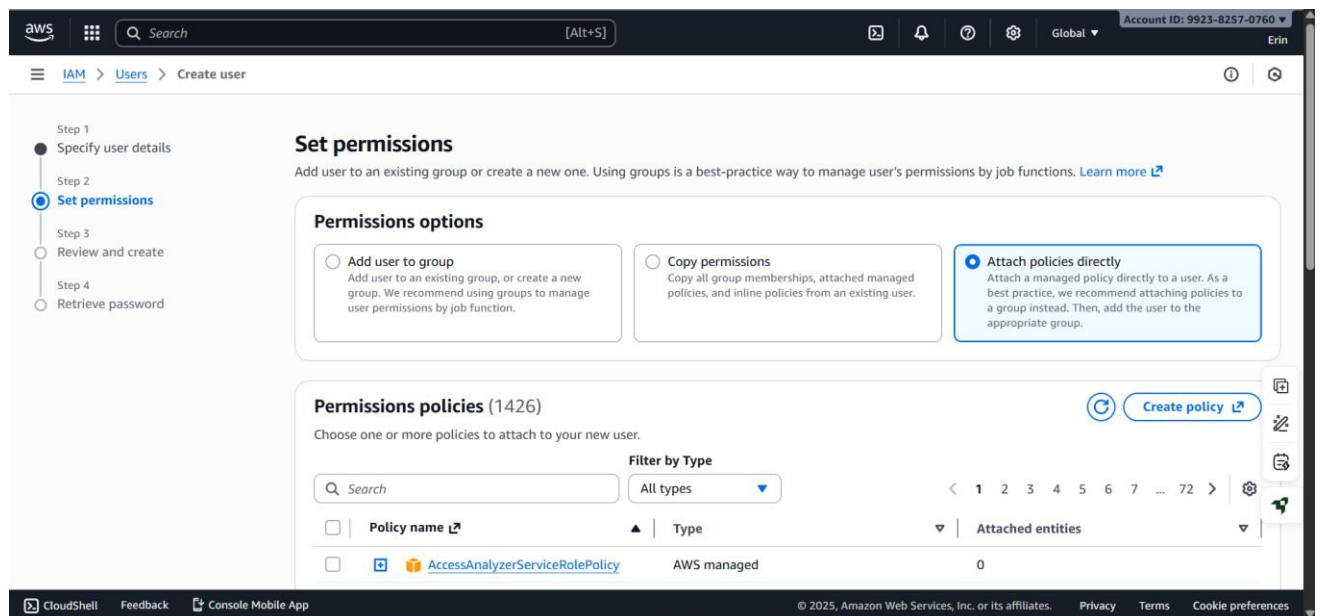 aws
Search [Alt+S]
Global
Account ID: 9923-8257-0760
Erin
IAM > Users > Create user
Step 1
Specify user details
Step 2
Set permissions
Step 3
Review and create
Step 4
Retrieve password
Set permissions
Add user to an existing group or create a new one. Using groups is a best-practice way to manage user's permissions by job functions. Learn more
Permissions options
Add user to group
Add user to an existing group, or create a new
group. We recommend using groups to manage
user permissions by job function.
Copy permissions
Copy all group memberships, attached managed
policies, and inline policies from an existing user.
Attach policies directly
Attach a managed policy directly to a user. As a
best practice, we recommend attaching policies to
a group instead. Then, add the user to the
appropriate group.
Permissions policies (1426)
Create policy
Choose one or more policies to attach to your new user.
Filter by Type
Search
All types
< 1 2 3 4 5 6 7 ... 72 >
Policy name Type Attached entities
AccessAnalyzerServiceRolePolicy AWS managed 0
CloudShell Feedback Console Mobile App © 2025, Amazon Web Services, Inc. or its affiliates. Privacy Terms Cookie preferences